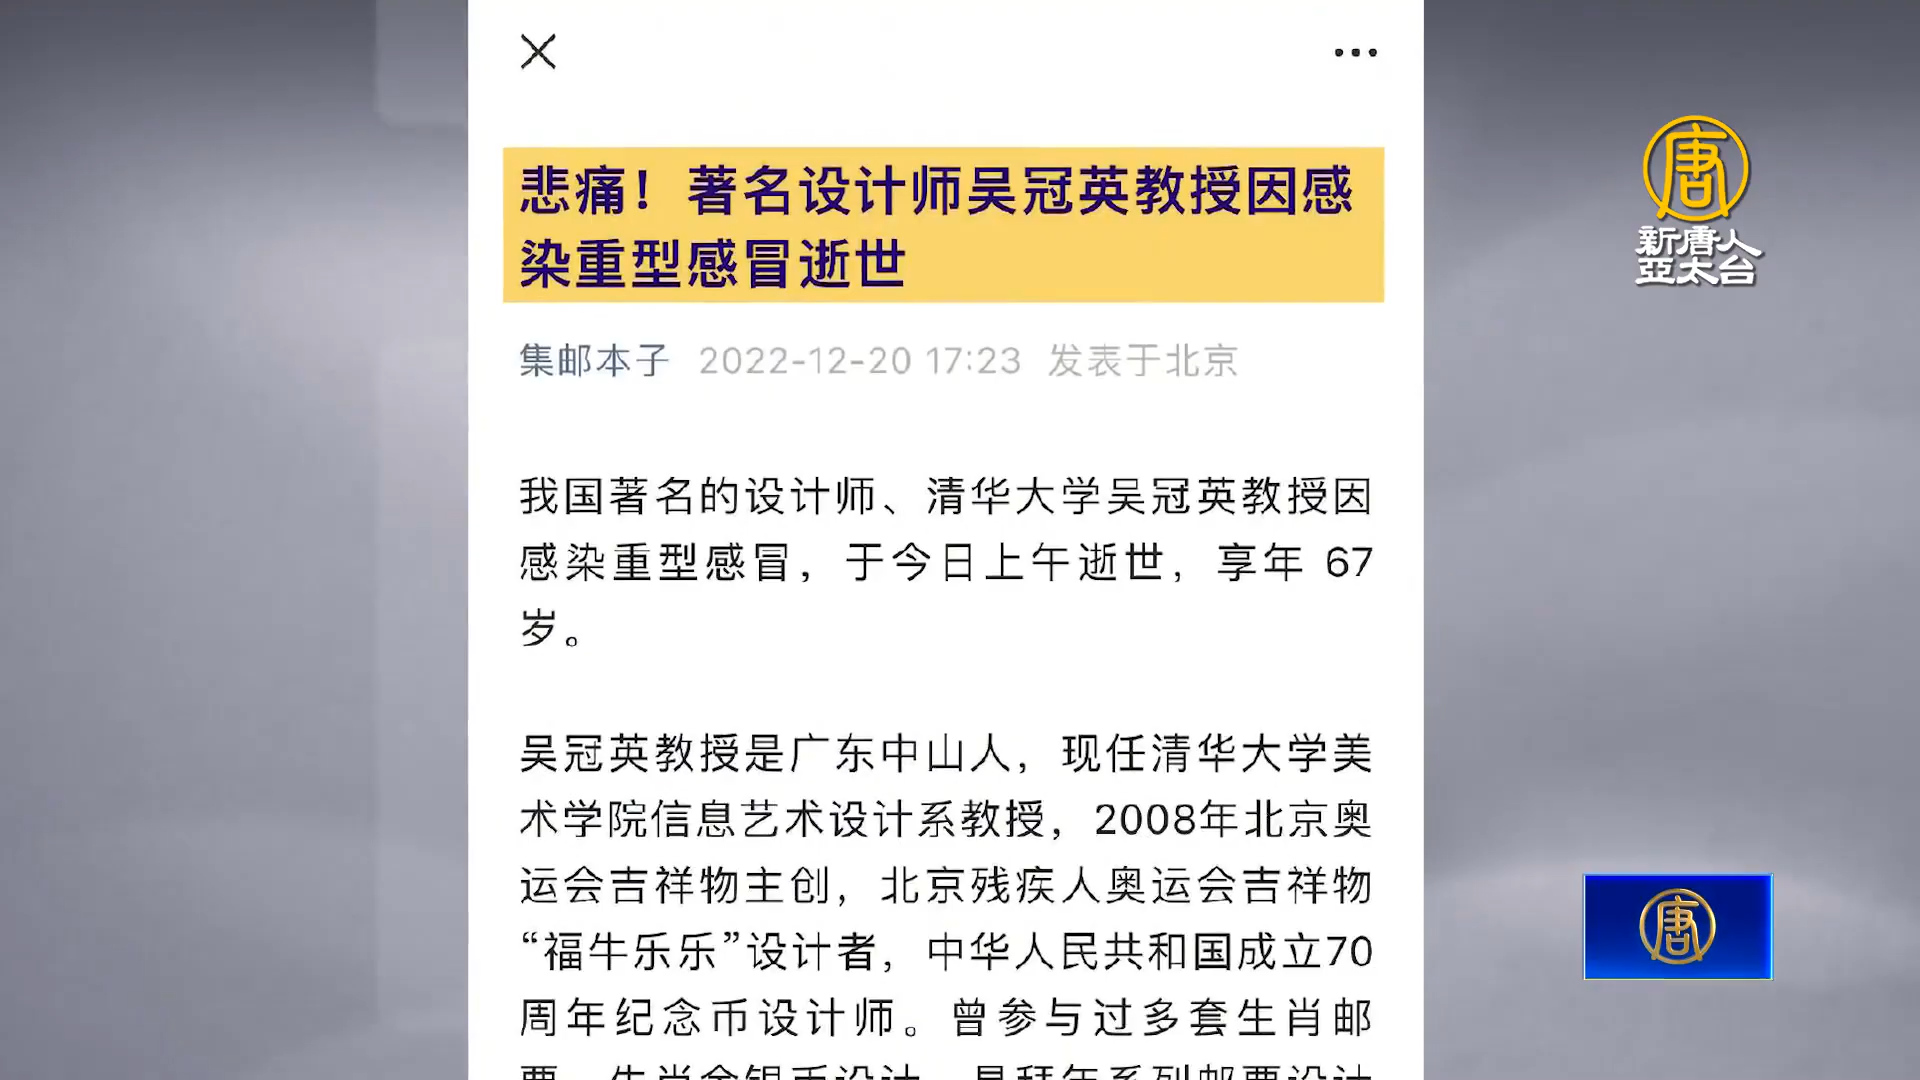 悲痛！著名设计师吴冠英教授因感
染重型感冒逝世
集邮本子 2022-12-20 17:23 发表于北京
我国著名的设计师、清华大学吴冠英教授因
感染重型感冒，于今日上午逝世，享年 67
岁。
吴冠英教授是广东中山人，现任清华大学美
术学院信息艺术设计系教授，2008年北京奥
运会吉祥物主创，北京残疾人奥运会吉祥物
“福牛乐乐”设计者，中华人民共和国成立70
周年纪念币设计师。曾参与过多套生肖邮
唐
新唐人
亞太台
唐